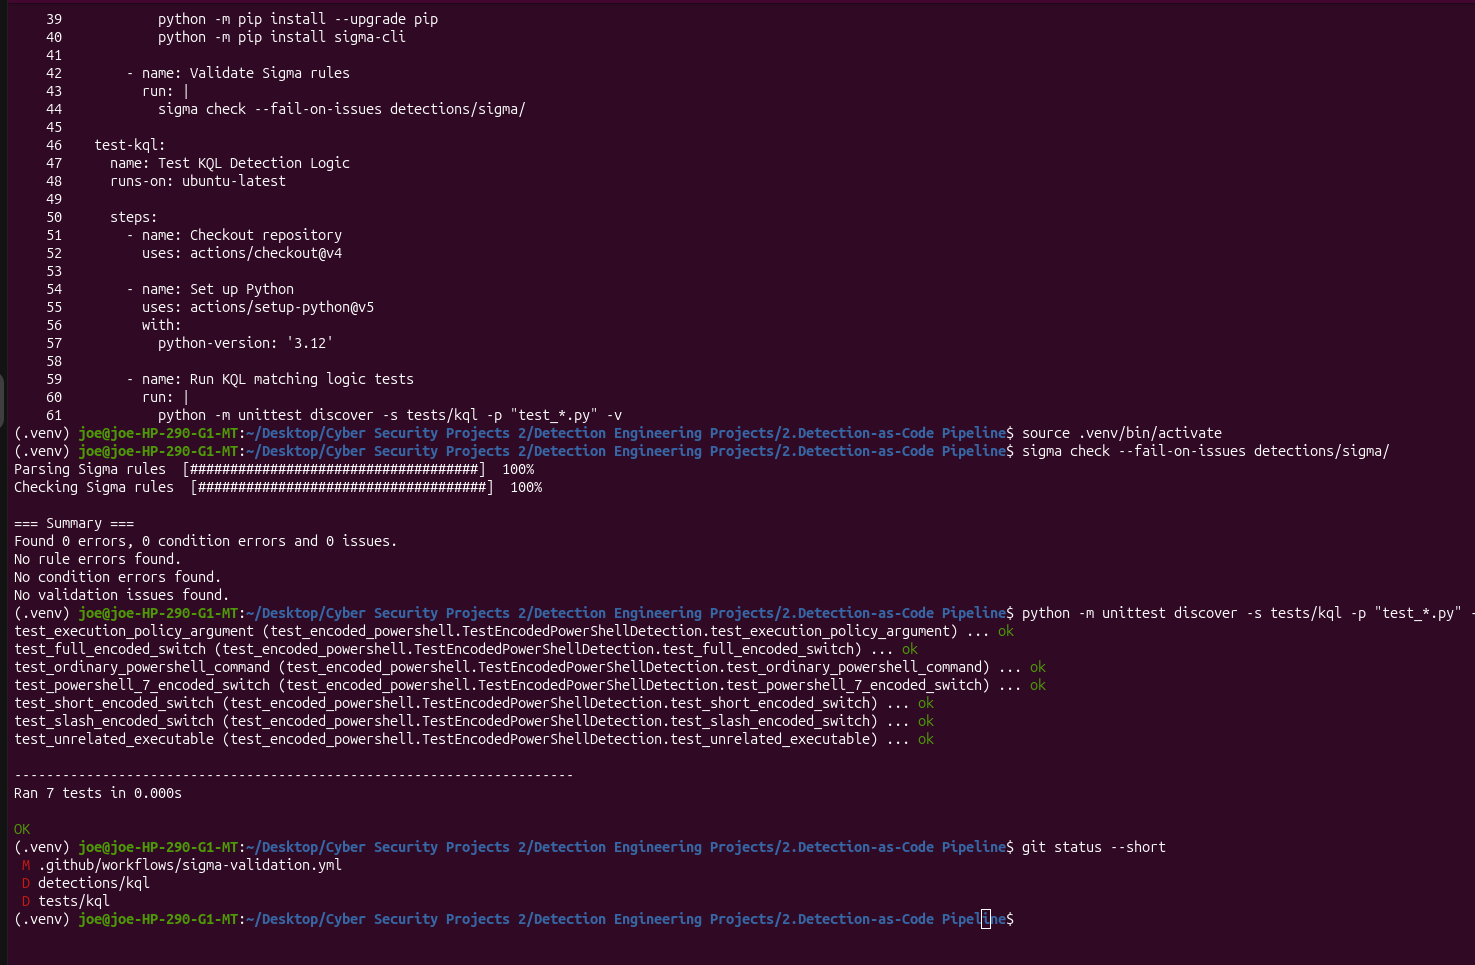 39            python -m pip install --upgrade pip
40            python -m pip install sigma-cli
41
42        - name: Validate Sigma rules
43          run: |
44            sigma check --fail-on-issues detections/sigma/
45
46    test-kql:
47      name: Test KQL Detection Logic
48      runs-on: ubuntu-latest
49
50      steps:
51        - name: Checkout repository
52          uses: actions/checkout@v4
53
54        - name: Set up Python
55          uses: actions/setup-python@v5
56          with:
57            python-version: '3.12'
58
59        - name: Run KQL matching logic tests
60          run: |
61            python -m unittest discover -s tests/kql -p "test_*.py" -v
(.venv) joe@joe-HP-290-G1-MT:~/Desktop/Cyber Security Projects 2/Detection Engineering Projects/2.Detection-as-Code Pipeline$ source .venv/bin/activate
(.venv) joe@joe-HP-290-G1-MT:~/Desktop/Cyber Security Projects 2/Detection Engineering Projects/2.Detection-as-Code Pipeline$ sigma check --fail-on-issues detections/sigma/
Parsing Sigma rules  [####################################]  100%
Checking Sigma rules  [####################################]  100%

=== Summary ===
Found 0 errors, 0 condition errors and 0 issues.
No rule errors found.
No condition errors found.
No validation issues found.
(.venv) joe@joe-HP-290-G1-MT:~/Desktop/Cyber Security Projects 2/Detection Engineering Projects/2.Detection-as-Code Pipeline$ python -m unittest discover -s tests/kql -p "test_*.py" -
test_execution_policy_argument (test_encoded_powershell.TestEncodedPowerShellDetection.test_execution_policy_argument) ... ok
test_full_encoded_switch (test_encoded_powershell.TestEncodedPowerShellDetection.test_full_encoded_switch) ... ok
test_ordinary_powershell_command (test_encoded_powershell.TestEncodedPowerShellDetection.test_ordinary_powershell_command) ... ok
test_powershell_7_encoded_switch (test_encoded_powershell.TestEncodedPowerShellDetection.test_powershell_7_encoded_switch) ... ok
test_short_encoded_switch (test_encoded_powershell.TestEncodedPowerShellDetection.test_short_encoded_switch) ... ok
test_slash_encoded_switch (test_encoded_powershell.TestEncodedPowerShellDetection.test_slash_encoded_switch) ... ok
test_unrelated_executable (test_encoded_powershell.TestEncodedPowerShellDetection.test_unrelated_executable) ... ok

----------------------------------------------------------------------
Ran 7 tests in 0.000s

OK
(.venv) joe@joe-HP-290-G1-MT:~/Desktop/Cyber Security Projects 2/Detection Engineering Projects/2.Detection-as-Code Pipeline$ git status --short
 M .github/workflows/sigma-validation.yml
 D detections/kql
 D tests/kql
(.venv) joe@joe-HP-290-G1-MT:~/Desktop/Cyber Security Projects 2/Detection Engineering Projects/2.Detection-as-Code Pipeline$